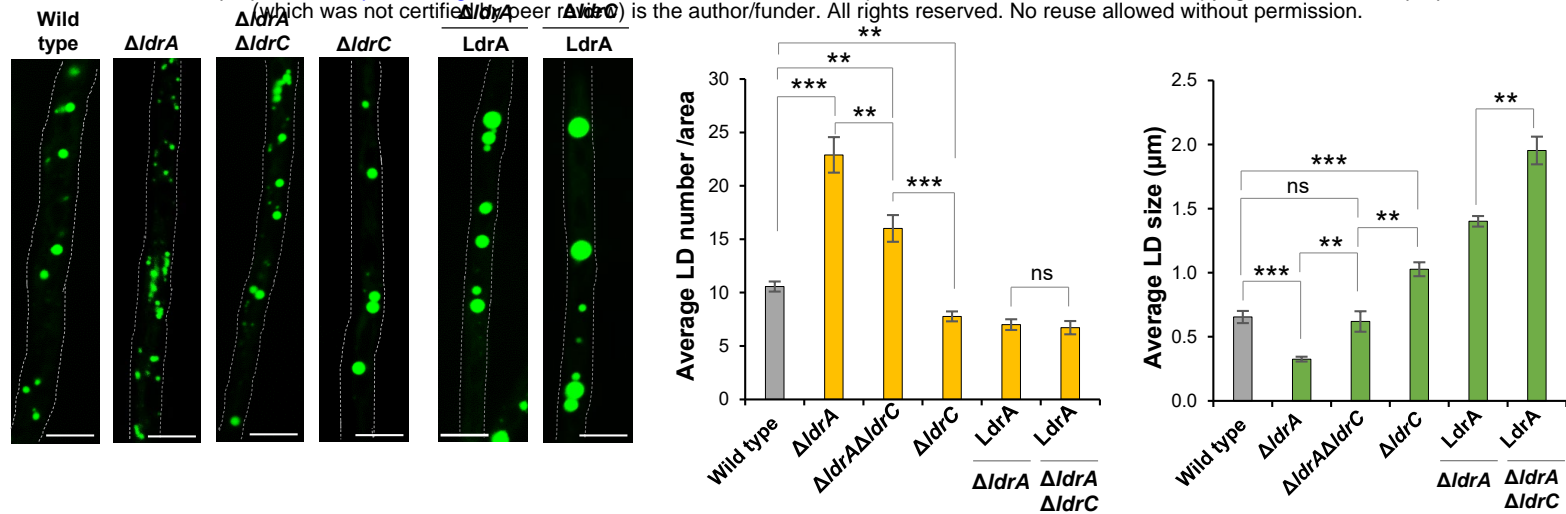 (which was not certified by peer review) is the author/funder. All rights reserved. No reuse allowed without permission.
Wild
type
ΔldrA
ΔldrA
ΔldrC
ΔldrC
ΔldrA
LdrA
ΔldrC
LdrA
Average LD number /area
30
25
20
15
10
5
0
**
**
***
**
***
ns
Wild type
ΔldrA
ΔldrAΔldrC
ΔldrC
LdrA
LdrA
ΔldrA
ΔldrA
ΔldrC
Average LD size (μm)
2.5
2.0
1.5
1.0
0.5
0.0
**
***
ns
**
**
***
Wild type
ΔldrA
ΔldrAΔldrC
ΔldrC
LdrA
LdrA
ΔldrA
ΔldrA
ΔldrC